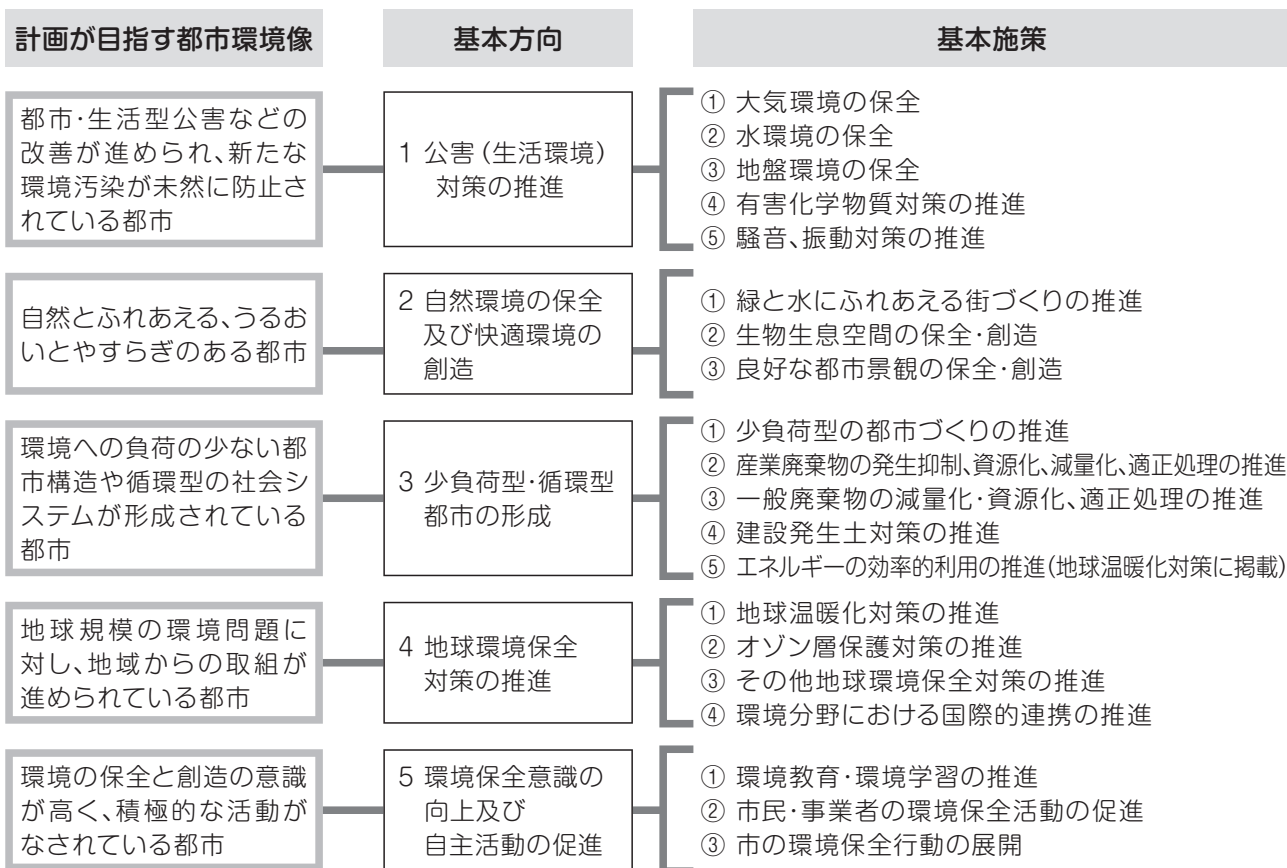 計画が目指す都市環境像
基本方向
基本施策
都市・生活型公害などの
改善が進められ、新たな
環境汚染が未然に防止さ
れている都市
1 公害（生活環境）
対策の推進
① 大気環境の保全
② 水環境の保全
③ 地盤環境の保全
④ 有害化学物質対策の推進
⑤ 騒音、振動対策の推進
自然とふれあえる、うるお
いとやすらぎのある都市
2 自然環境の保全
及び快適環境の
創造
① 緑と水にふれあえる街づくりの推進
② 生物生息空間の保全・創造
③ 良好な都市景観の保全・創造
環境への負荷の少ない都
市構造や循環型の社会シ
ステムが形成されている
都市
3 少負荷型・循環型
都市の形成
① 少負荷型の都市づくりの推進
② 産業廃棄物の発生抑制、資源化、減量化、適正処理の推進
③ 一般廃棄物の減量化・資源化、適正処理の推進
④ 建設発生土対策の推進
⑤ エネルギーの効率的利用の推進（地球温暖化対策に掲載）
地球規模の環境問題に
対し、地域からの取組が
進められている都市
4 地球環境保全
対策の推進
① 地球温暖化対策の推進
② オゾン層保護対策の推進
③ その他地球環境保全対策の推進
④ 環境分野における国際的連携の推進
環境の保全と創造の意識
が高く、積極的な活動が
なされている都市
5 環境保全意識の
向上及び
自主活動の促進
① 環境教育・環境学習の推進
② 市民・事業者の環境保全活動の促進
③ 市の環境保全行動の展開